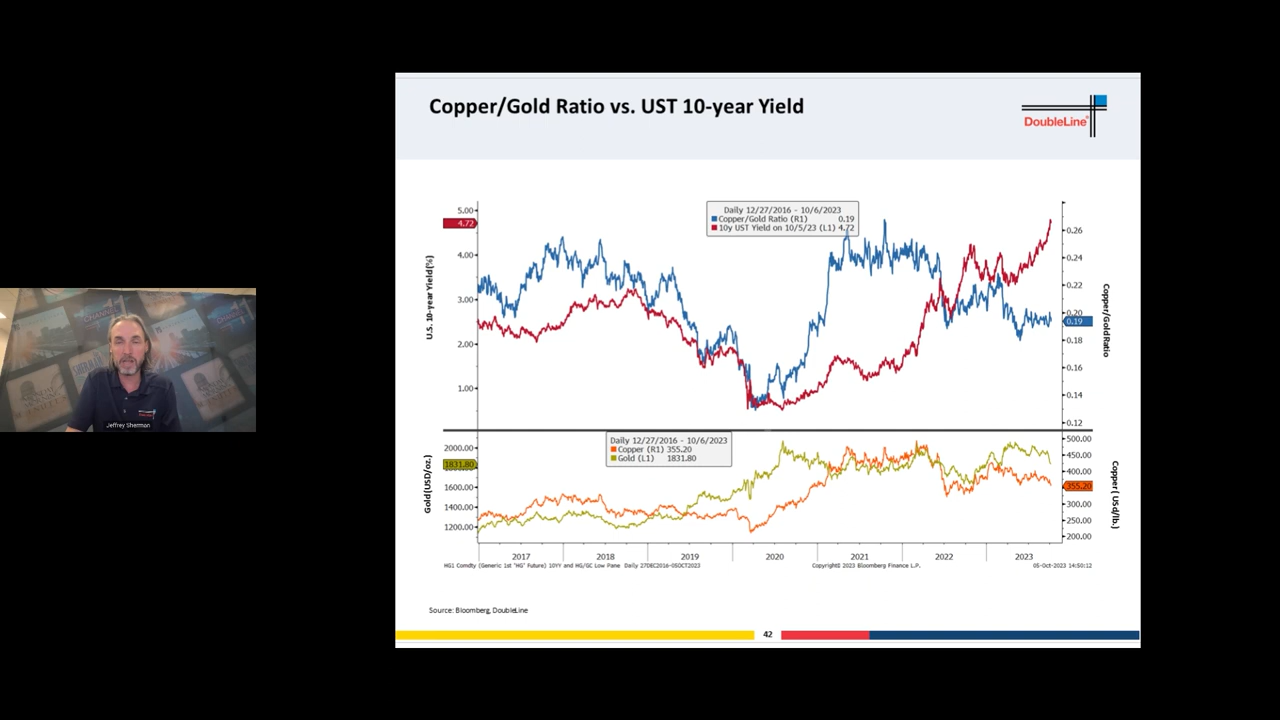 Copper/Gold Ratio vs. UST 10-year Yield
DoubleLine®
Daily 12/27/2016 - 10/6/2023
Copper/Gold Ratio (R1) 0.19
10y UST Yield on 10/5/23 (L1) 4.72
5.00
4.72
4.00
3.00
2.00
1.00
U.S. 10-year Yield(%)
0.26
0.24
0.22
0.20
0.19
0.18
0.16
0.14
0.12
Copper/Gold Ratio
Daily 12/27/2016 - 10/6/2023
Copper (R1) 355.20
Gold (L1) 1831.80
2000.00
1831.80
1600.00
1400.00
1200.00
Gold(USD/oz.)
500.00
450.00
400.00
355.20
300.00
250.00
200.00
Copper ( USd/lb.)
2017 2018 2019 2020 2021 2022 2023
HG1 Comdty (Generic 1st 'HG' Future) 10YY and HG/GC Low Pane Daily 27DEC2016-05OCT2023
Copyright© 2023 Bloomberg Finance L.P.
05-Oct-2023 14:50:12
Source: Bloomberg, DoubleLine
42
DoubleLine
Jeffrey Sherman